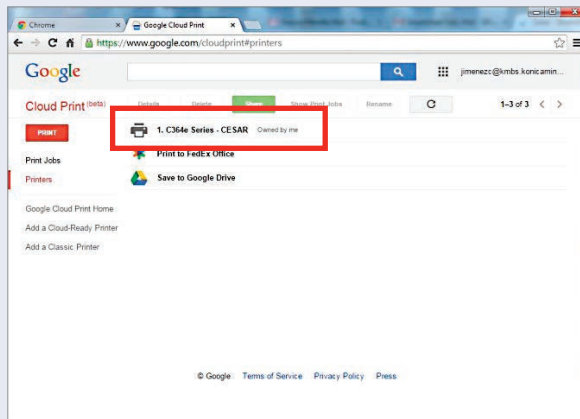 Chrome x Google Cloud Print x
https://www.google.com/cloudprint#printers
Google jimenezc@kmbs.konicamin...
Cloud Print (beta) Details Delete Share Show Print Jobs Rename 1–3 of 3 < >
PRINT 1. C364e Series - CESAR Owned by me
Print to FedEx Office
Print Jobs
Printers Save to Google Drive
Google Cloud Print Home
Add a Cloud-Ready Printer
Add a Classic Printer
© Google Terms of Service Privacy Policy Press